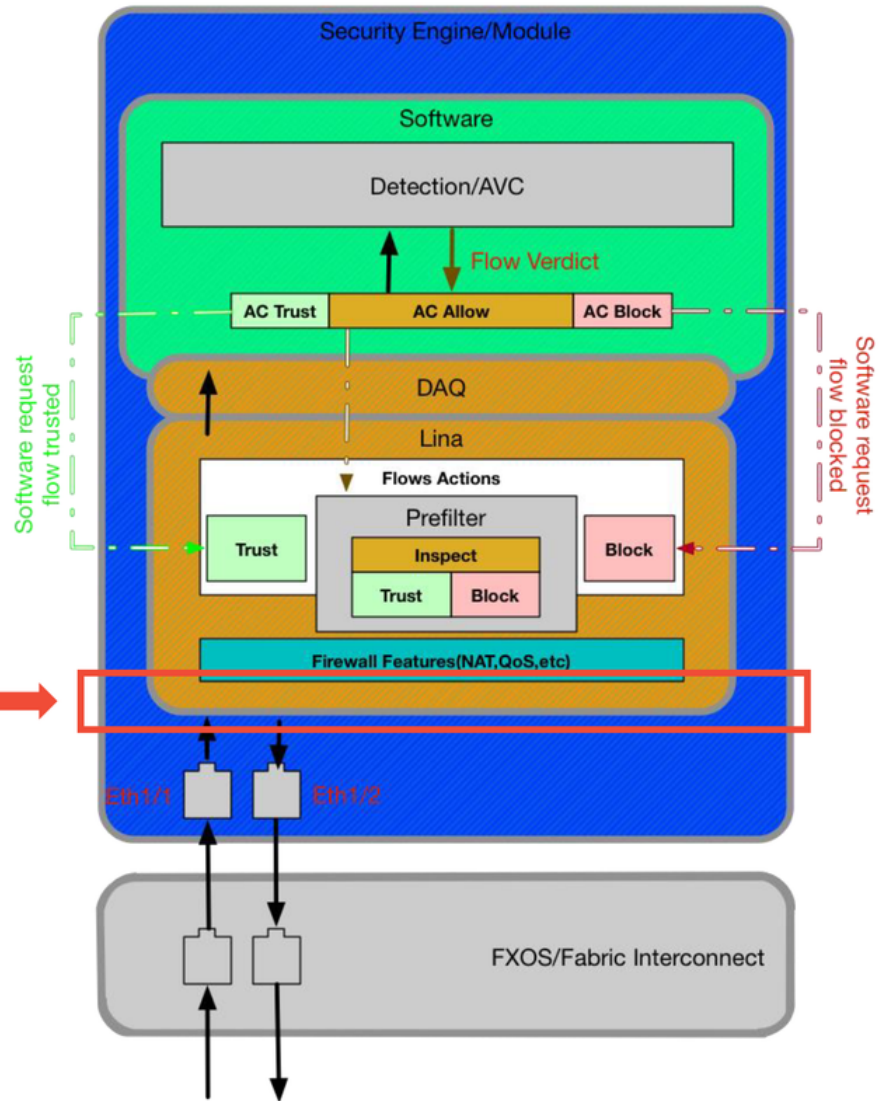 Security Engine/Module
Software
Detection/AVC
Flow Verdict
AC Trust
AC Allow
AC Block
Software request
flow trusted
Software request
flow blocked
DAQ
Lina
Flows Actions
Prefilter
Inspect
Trust
Trust
Block
Block
Firewall Features(NAT,QoS,etc)
Eth1/1
Eth1/2
FXOS/Fabric Interconnect